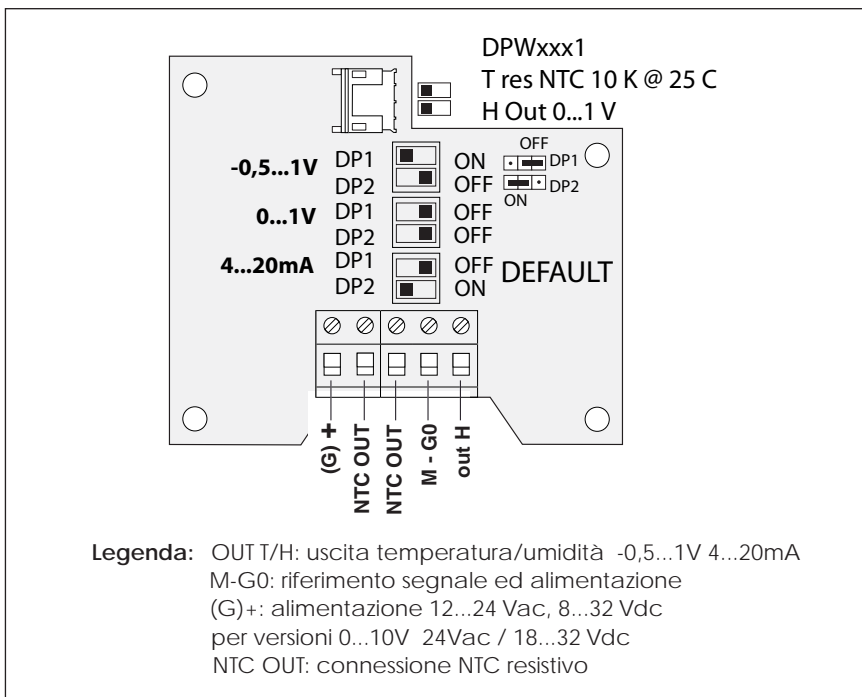 DPWxxx1
T res NTC 10 K @ 25 C
H Out 0...1 V
-0,5...1V DP1 ON
DP2 OFF
OFF
DP1
DP2
ON
0...1V DP1 OFF
DP2 OFF
4...20mA DP1 OFF
DP2 ON
DEFAULT
(G) +
NTC OUT
NTC OUT
M - G0
out H
Legenda: OUT T/H: uscita temperatura/umidità -0,5...1V 4...20mA
M-G0: riferimento segnale ed alimentazione
(G)+: alimentazione 12...24 Vac, 8...32 Vdc
per versioni 0...10V 24Vac / 18...32 Vdc
NTC OUT: connessione NTC resistivo